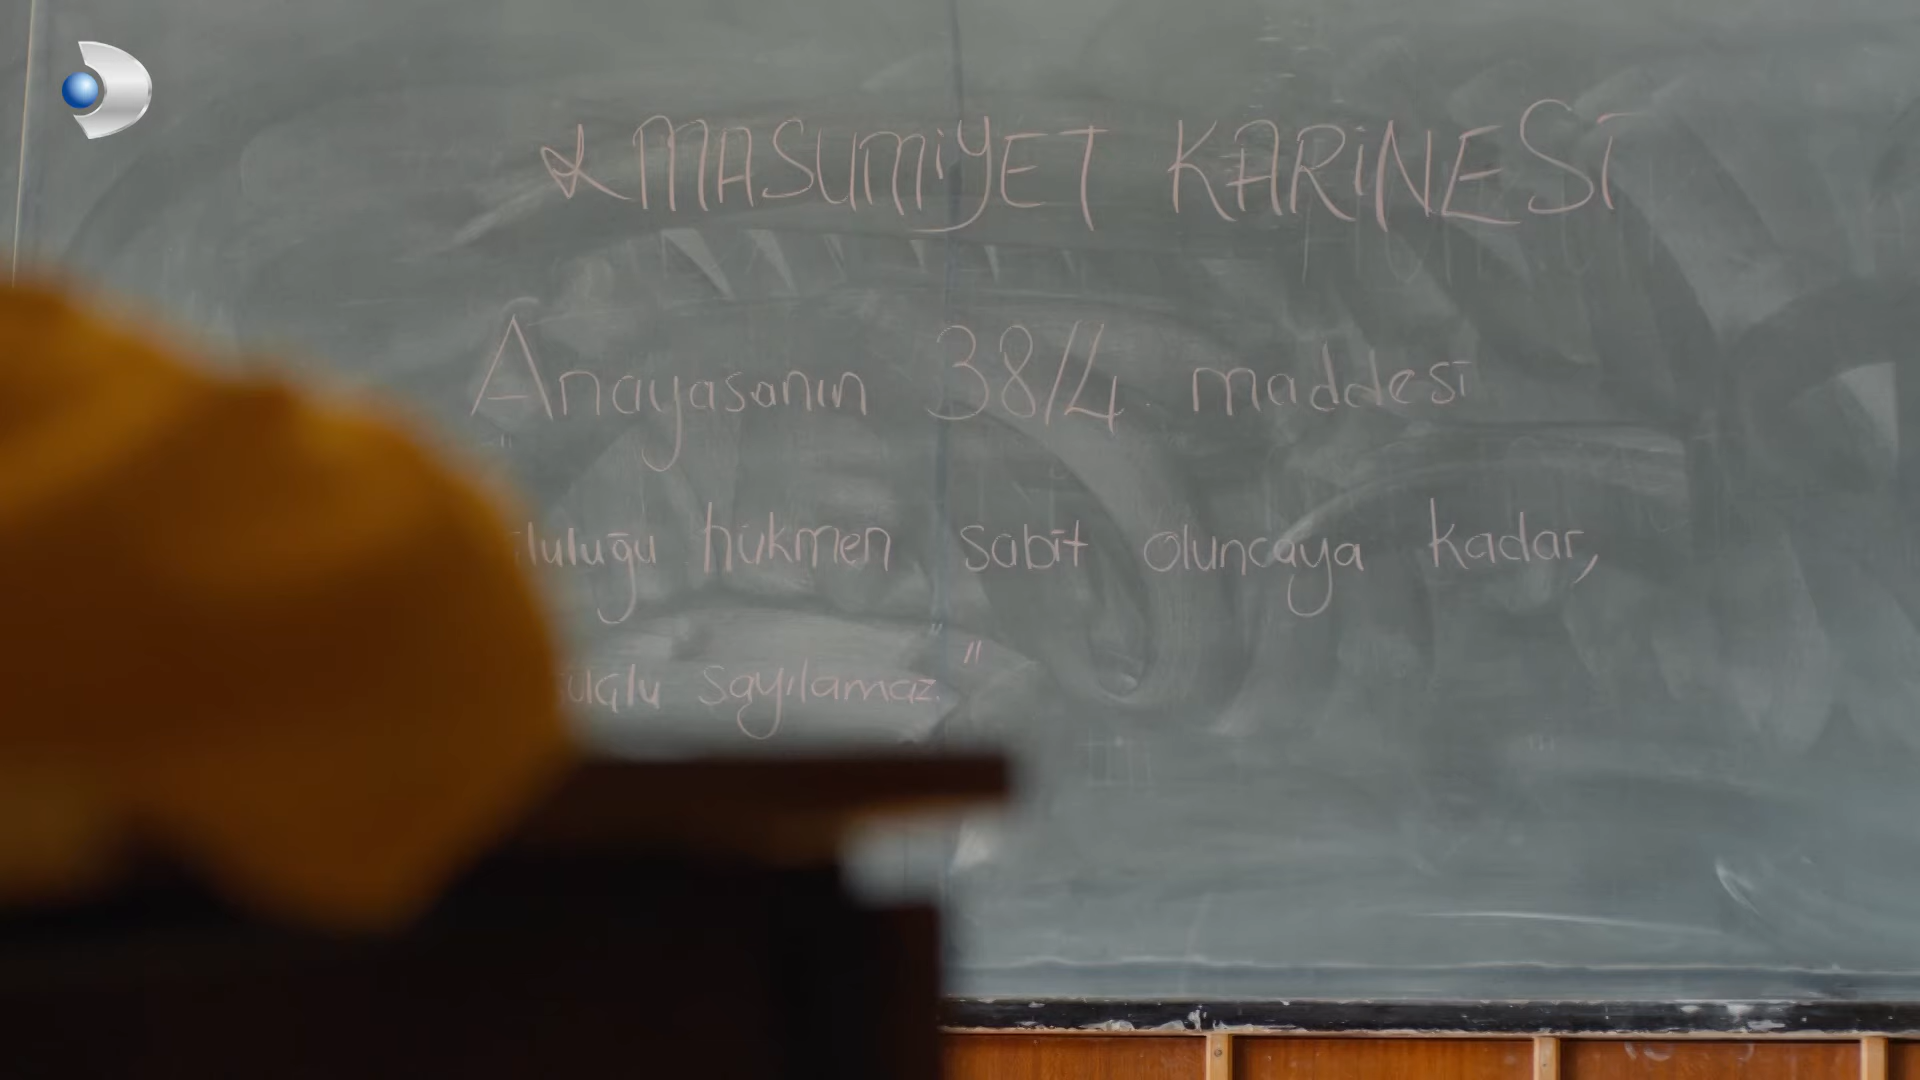 MASUMİYET KARİNESİ
Anayasanın 38/4. maddesi
hükmen sabit oluncaya kadar,
sayılamaz."